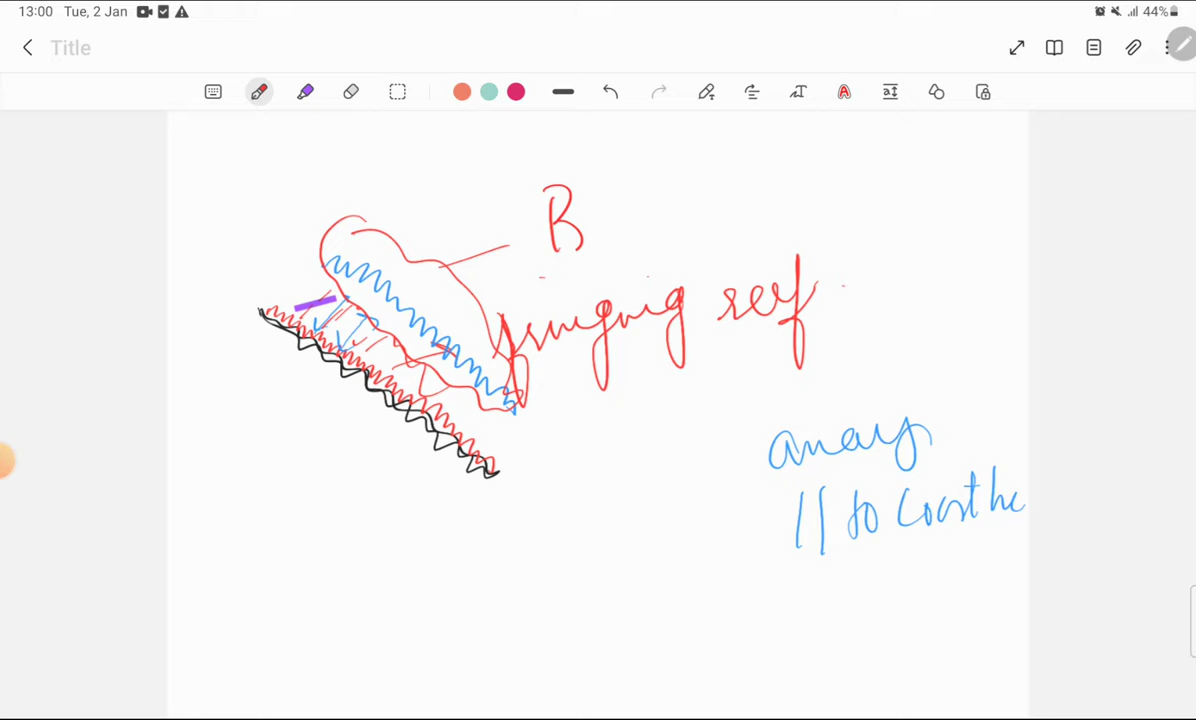 13:00 Tue, 2 Jan
44%
Title
B
fringing reef
away
// to coastline